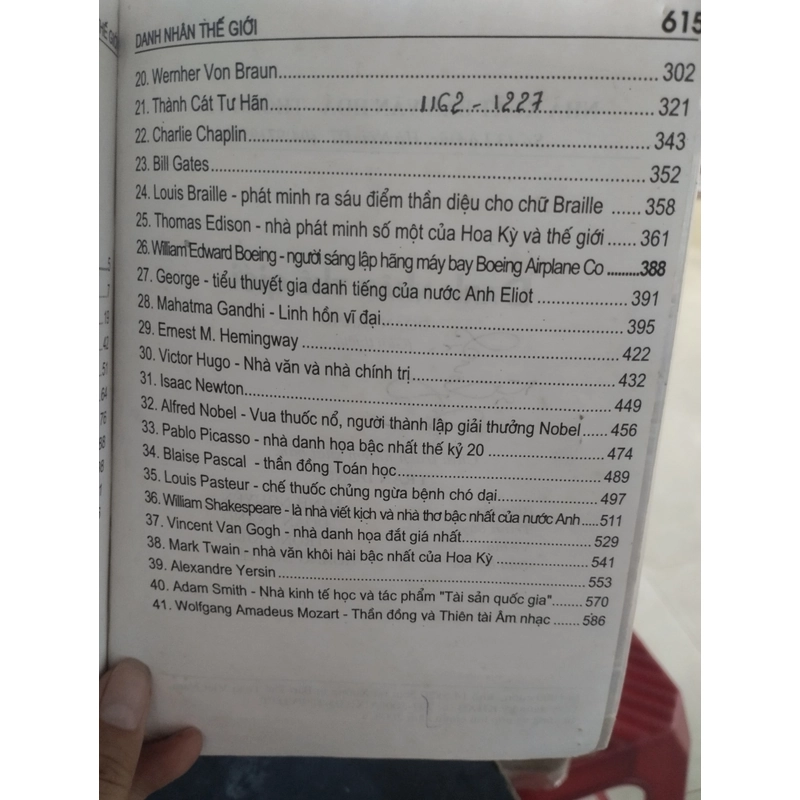 DANH NHÂN THẾ GIỚI 615
20. Wernher Von Braun 302
21. Thành Cát Tư Hãn 1162 - 1227 321
22. Charlie Chaplin 343
23. Bill Gates 352
24. Louis Braille - phát minh ra sáu điểm thần diệu cho chữ Braille ...... 358
25. Thomas Edison - nhà phát minh số một của Hoa Kỳ và thế giới ...... 361
26. William Edward Boeing - người sáng lập hãng máy bay Boeing Airplane Co ......... 388
27. George - tiểu thuyết gia danh tiếng của nước Anh Eliot 391
28. Mahatma Gandhi - Linh hồn vĩ đại 395
29. Ernest M. Hemingway 422
30. Victor Hugo - Nhà văn và nhà chính trị 432
31. Isaac Newton 449
32. Alfred Nobel - Vua thuốc nổ, người thành lập giải thưởng Nobel ...... 456
33. Pablo Picasso - nhà danh họa bậc nhất thế kỷ 20 474
34. Blaise Pascal - thần đồng Toán học 489
35. Louis Pasteur - chế thuốc chủng ngừa bệnh chó dại 497
36. William Shakespeare - là nhà viết kịch và nhà thơ bậc nhất của nước Anh ..... 511
37. Vincent Van Gogh - nhà danh họa đắt giá nhất 529
38. Mark Twain - nhà văn khôi hài bậc nhất của Hoa Kỳ 541
39. Alexandre Yersin 553
40. Adam Smith - Nhà kinh tế học và tác phẩm "Tài sản quốc gia" ........ 570
41. Wolfgang Amadeus Mozart - Thần đồng và Thiên tài Âm nhạc ....... 586